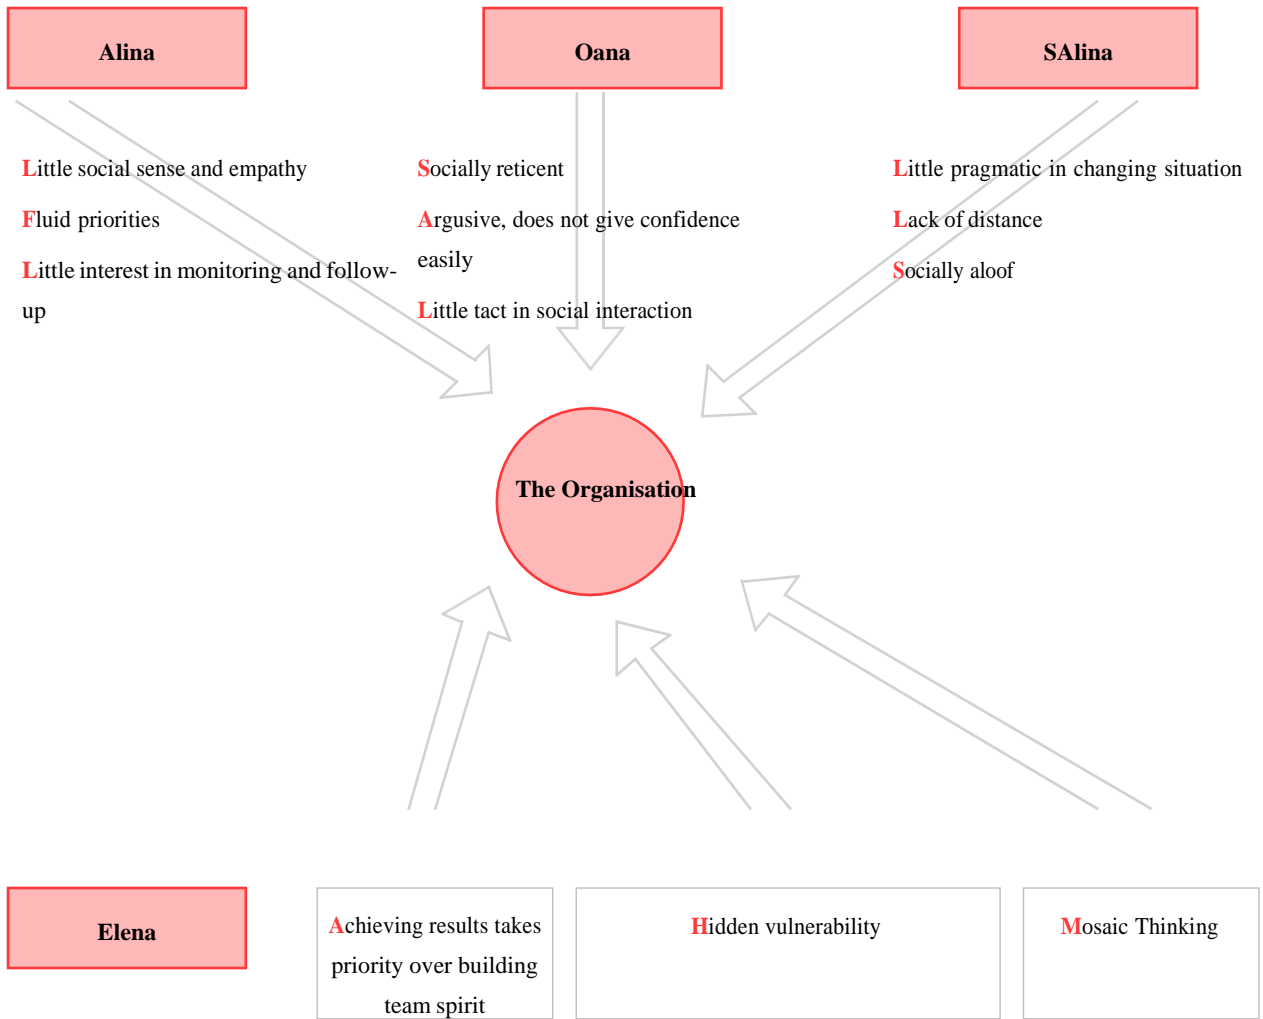 Alina
Oana
SAlina
Little social sense and empathy
Fluid priorities
Little interest in monitoring and follow-
up
Socially reticent
Argusive, does not give confidence
easily
Little tact in social interaction
Little pragmatic in changing situation
Lack of distance
Socially aloof
The Organisation
Elena
Achieving results takes
priority over building
team spirit
Hidden vulnerability
Mosaic Thinking